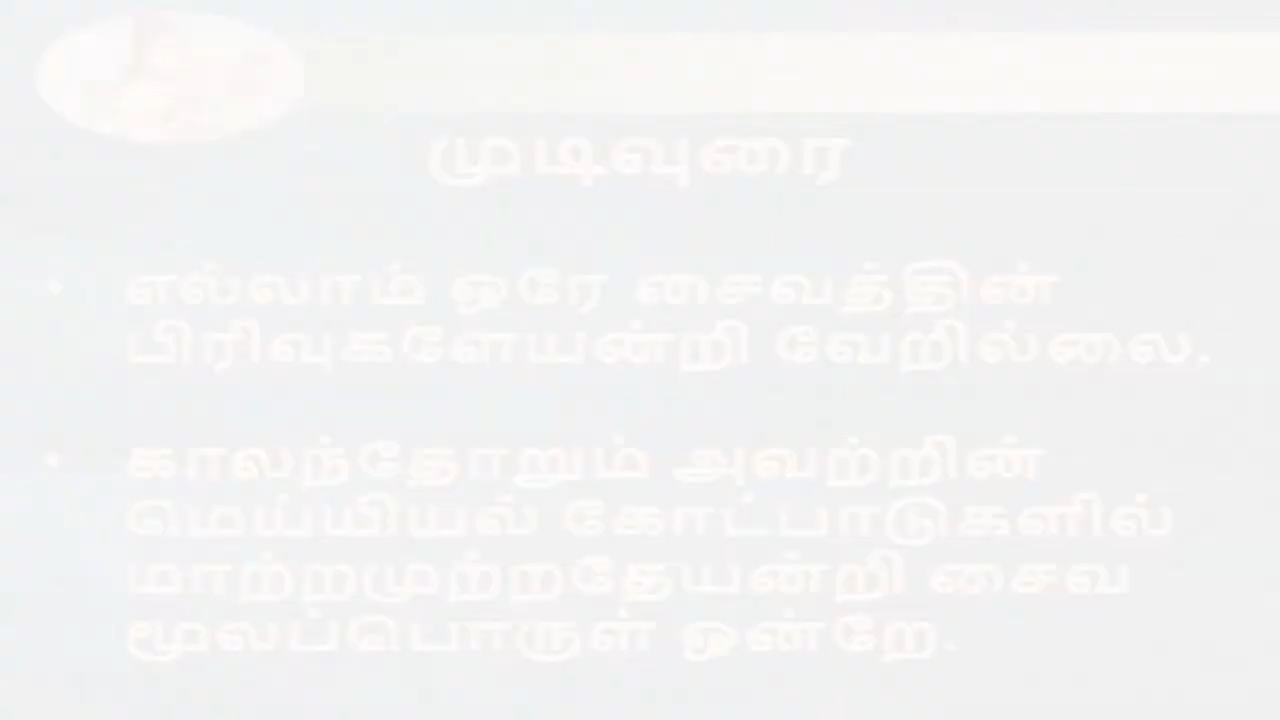 முடிவுரை
• எல்லாம் ஒரே சைவத்தின்
பிரிவுகளேயன்றி வேறில்லை.
• காலந்தோறும் அவற்றின்
மெய்யியல் கோட்பாடுகளில்
மாற்றமுற்றதேயன்றி சைவ
மூலப்பொருள் ஒன்றே.